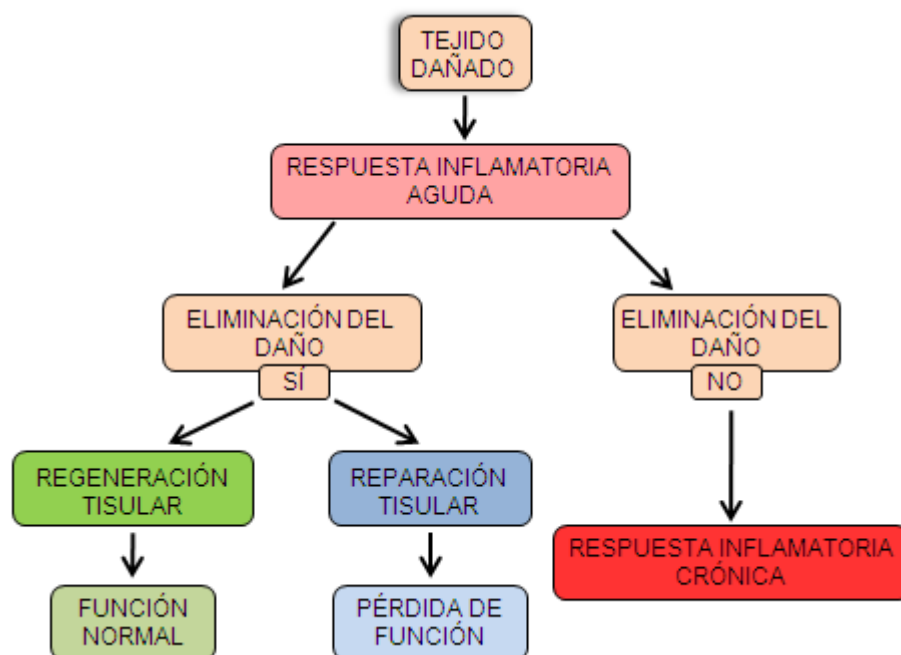 TEJIDO
DAÑADO
RESPUESTA INFLAMATORIA
AGUDA
ELIMINACIÓN DEL
DAÑO
SÍ
ELIMINACIÓN DEL
DAÑO
NO
REGENERACIÓN
TISULAR
REPARACIÓN
TISULAR
RESPUESTA INFLAMATORIA
CRÓNICA
FUNCIÓN
NORMAL
PÉRDIDA DE
FUNCIÓN